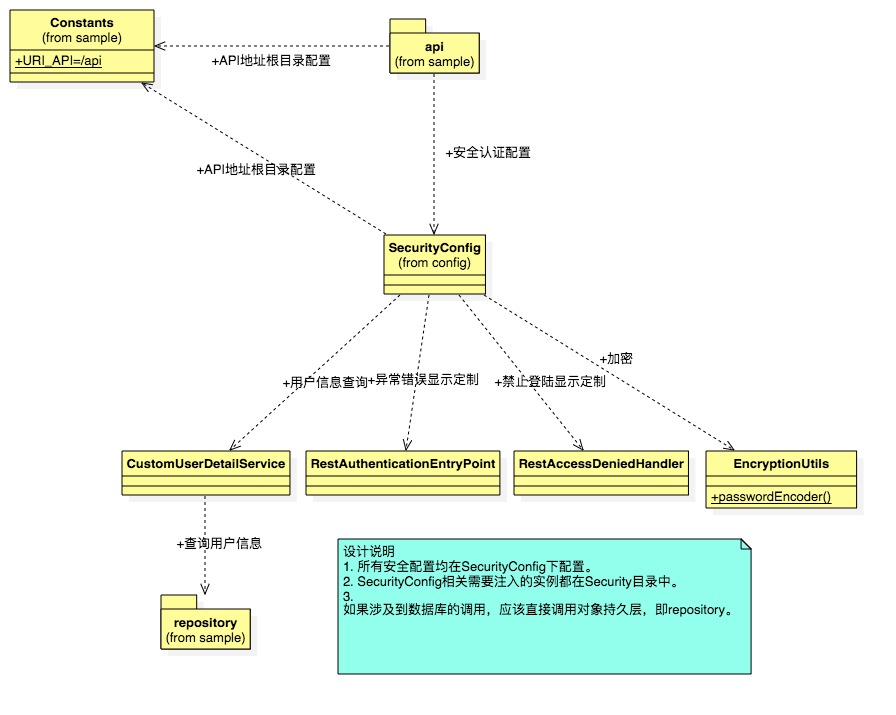 Constants
(from sample)
+URI_API=/api
api
(from sample)
+API地址根目录配置
+安全认证配置
+API地址根目录配置
SecurityConfig
(from config)
+加密
+用户信息查询
+异常错误显示定制
+禁止登陆显示定制
CustomUserDetailService
RestAuthenticationEntryPoint
RestAccessDeniedHandler
EncryptionUtils
+passwordEncoder()
+查询用户信息
设计说明
1. 所有安全配置均在SecurityConfig下配置。
2. SecurityConfig相关需要注入的实例都在Security目录中。
3.
如果涉及到数据库的调用，应该直接调用对象持久层，即repository。
repository
(from sample)